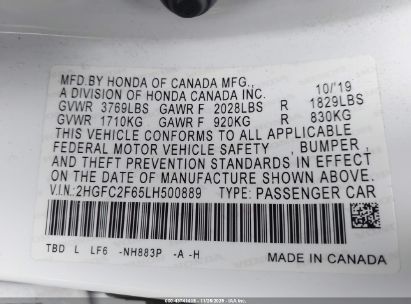 MFD.BY HONDA OF CANADA MFG., 10/'19
A DIVISION OF HONDA CANADA INC.
GVWR 3769LBS GAWR F 2028LBS R 1829LBS
GVWR 1710KG GAWR F 920KG R 830KG
THIS VEHICLE CONFORMS TO ALL APPLICABLE
FEDERAL MOTOR VEHICLE SAFETY , BUMPER ,
AND THEFT PREVENTION STANDARDS IN EFFECT
ON THE DATE OF MANUFACTURE SHOWN ABOVE.
V.I.N.: 2HGFC2F65LH500889 TYPE: PASSENGER CAR
TBD L LF6 -NH883P -A -H MADE IN CANADA